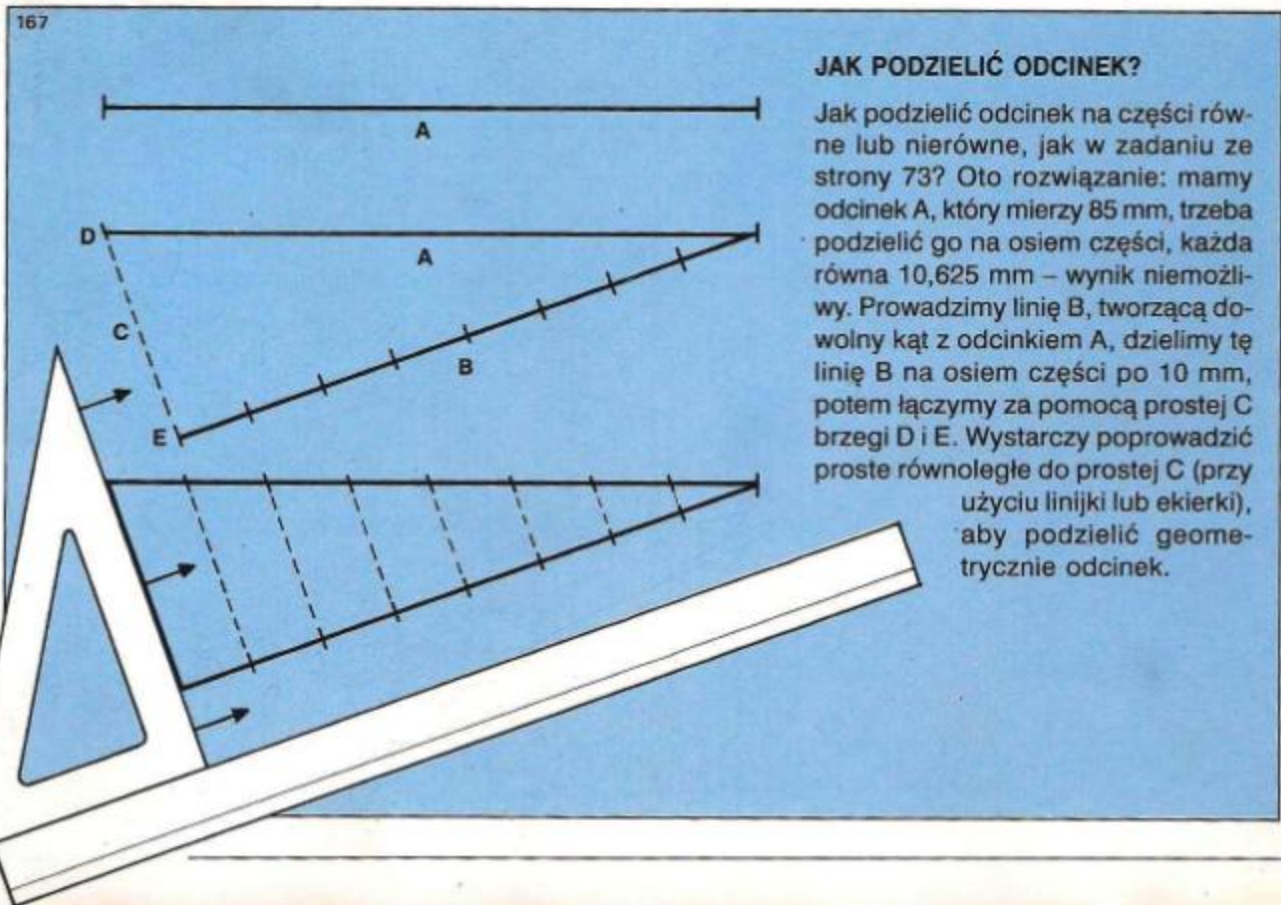 167
JAK PODZIELIĆ ODCINEK?
Jak podzielić odcinek na części rów-
ne lub nierówne, jak w zadaniu ze
strony 73? Oto rozwiązanie: mamy
odcinek A, który mierzy 85 mm, trzeba
podzielić go na osiem części, każda
równa 10,625 mm – wynik niemożli-
wy. Prowadzimy linię B, tworzącą do-
wolny kąt z odcinkiem A, dzielimy tę
linię B na osiem części po 10 mm,
potem łączymy za pomocą prostej C
brzegi D i E. Wystarczy poprowadzić
proste równoległe do prostej C (przy
użyciu linijki lub ekierki),
aby podzielić geome-
trycznie odcinek.
A
D
A
C
B
E